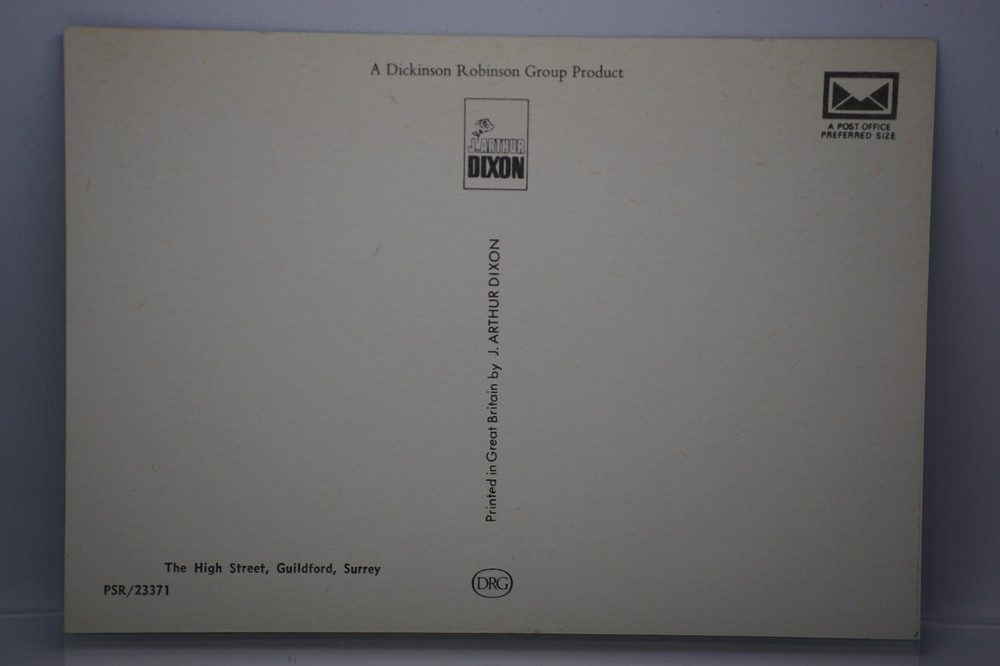 A Dickinson Robinson Group Product
J. ARTHUR
DIXON
A POST OFFICE
PREFERRED SIZE
Printed in Great Britain by J. ARTHUR DIXON
The High Street, Guildford, Surrey
PSR/23371
DRG